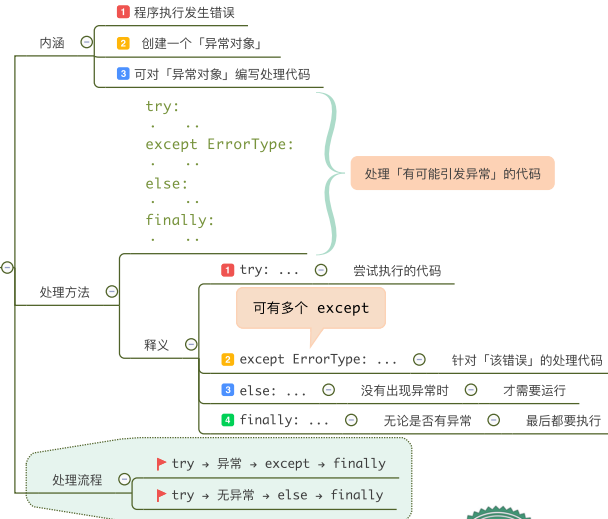 内涵
1 程序执行发生错误
2 创建一个「异常对象」
3 可对「异常对象」编写处理代码
处理方法
try:
. ..
except ErrorType:
. ..
else:
. ..
finally:
. ..
处理「有可能引发异常」的代码
释义
1 try: ... 尝试执行的代码
可有多个 except
2 except ErrorType: ... 针对「该错误」的处理代码
3 else: ... 没有出现异常时 才需要运行
4 finally: ... 无论是否有异常 最后都要执行
处理流程
try → 异常 → except → finally
try → 无异常 → else → finally